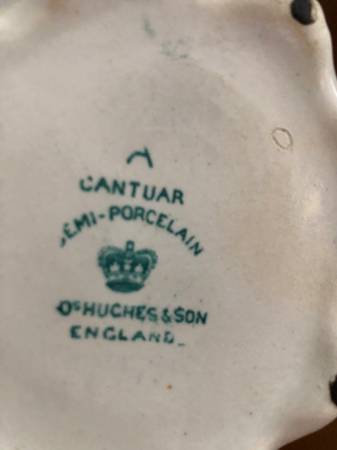 A
CANTUAR
SEMI-PORCELAIN
HUGHES & SON
ENGLAND